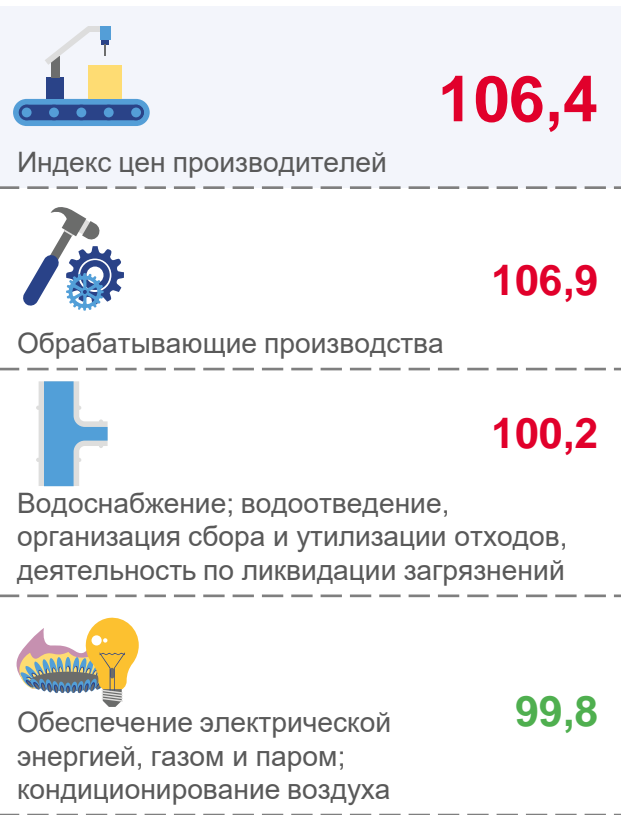 106,4
Индекс цен производителей
106,9
Обрабатывающие производства
100,2
Водоснабжение; водоотведение,
организация сбора и утилизации отходов,
деятельность по ликвидации загрязнений
99,8
Обеспечение электрической
энергией, газом и паром;
кондиционирование воздуха